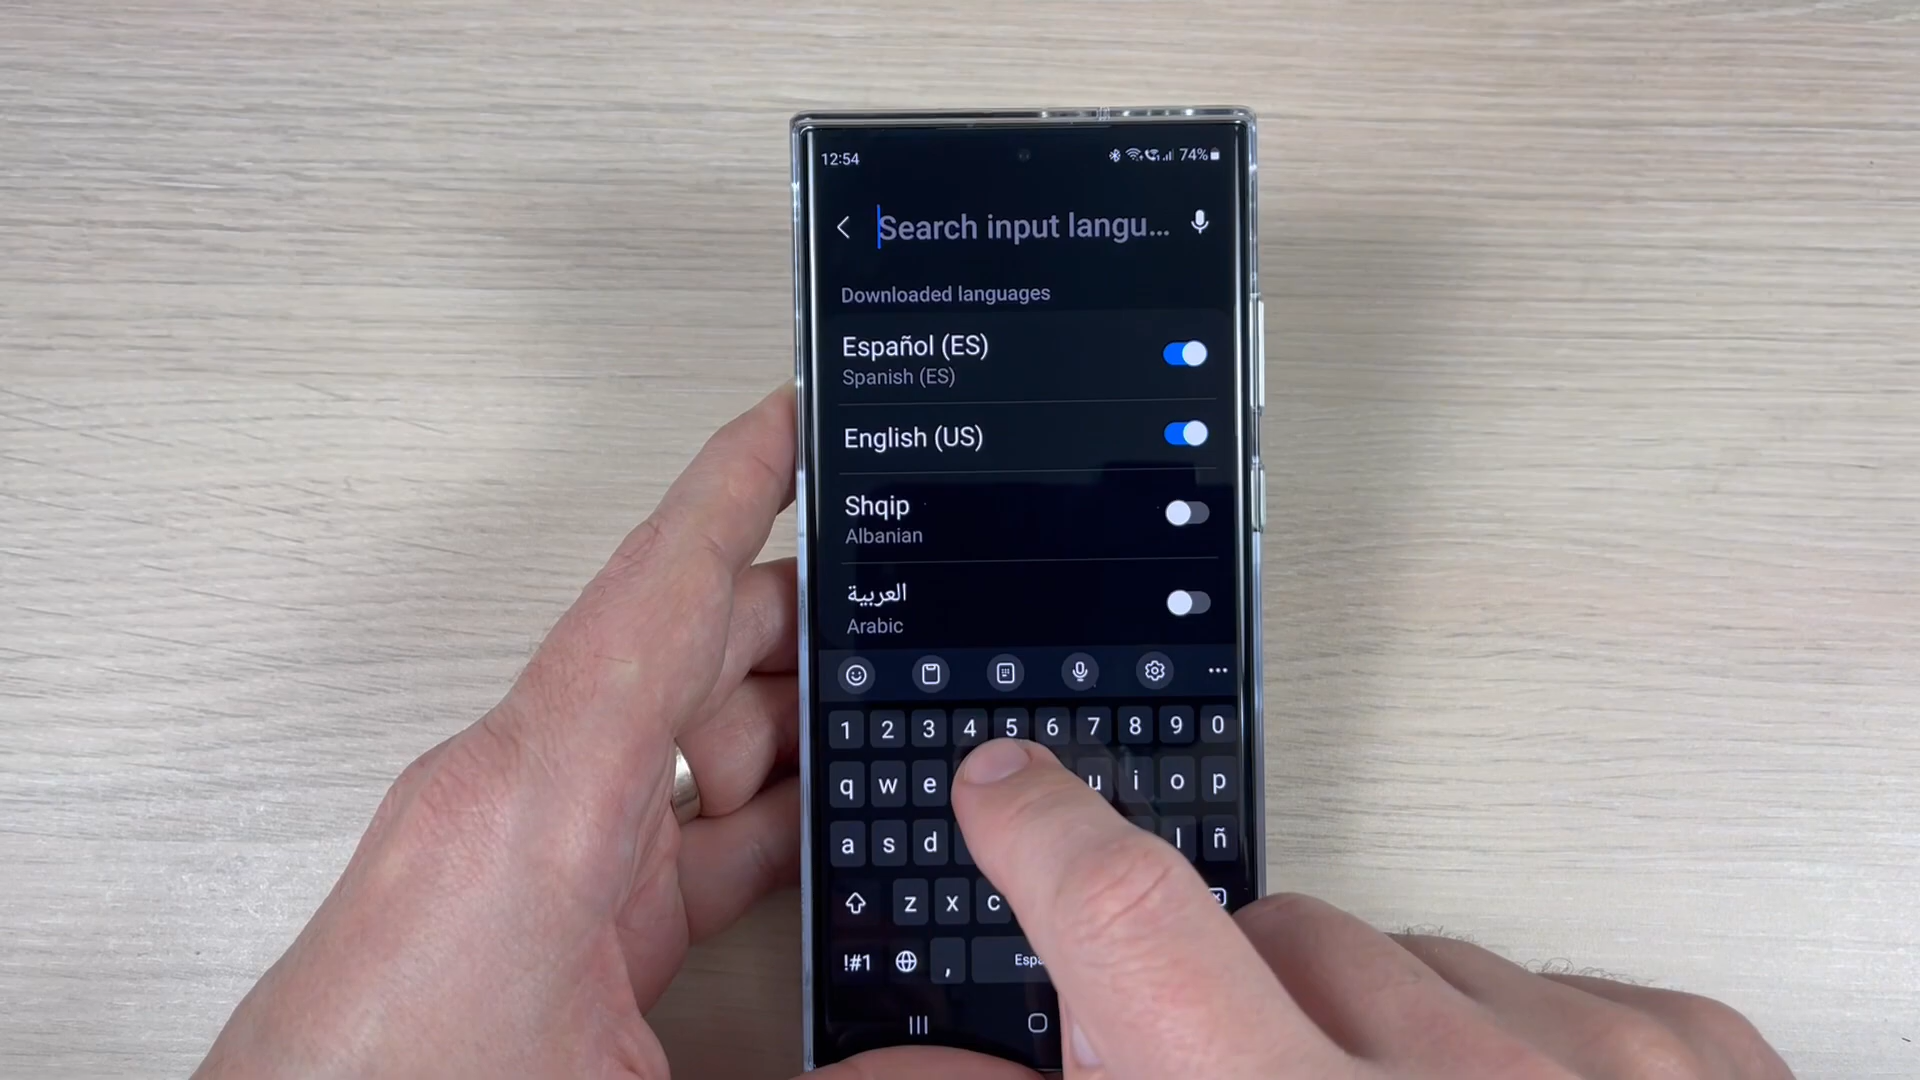 12:54
74%
Search input langu...
Downloaded languages
Español (ES)
Spanish (ES)
English (US)
Shqip
Albanian
العربية
Arabic
1 2 3 4 5 6 7 8 9 0
q w e u i o p
a s d l ñ
z x c
!#1 ,